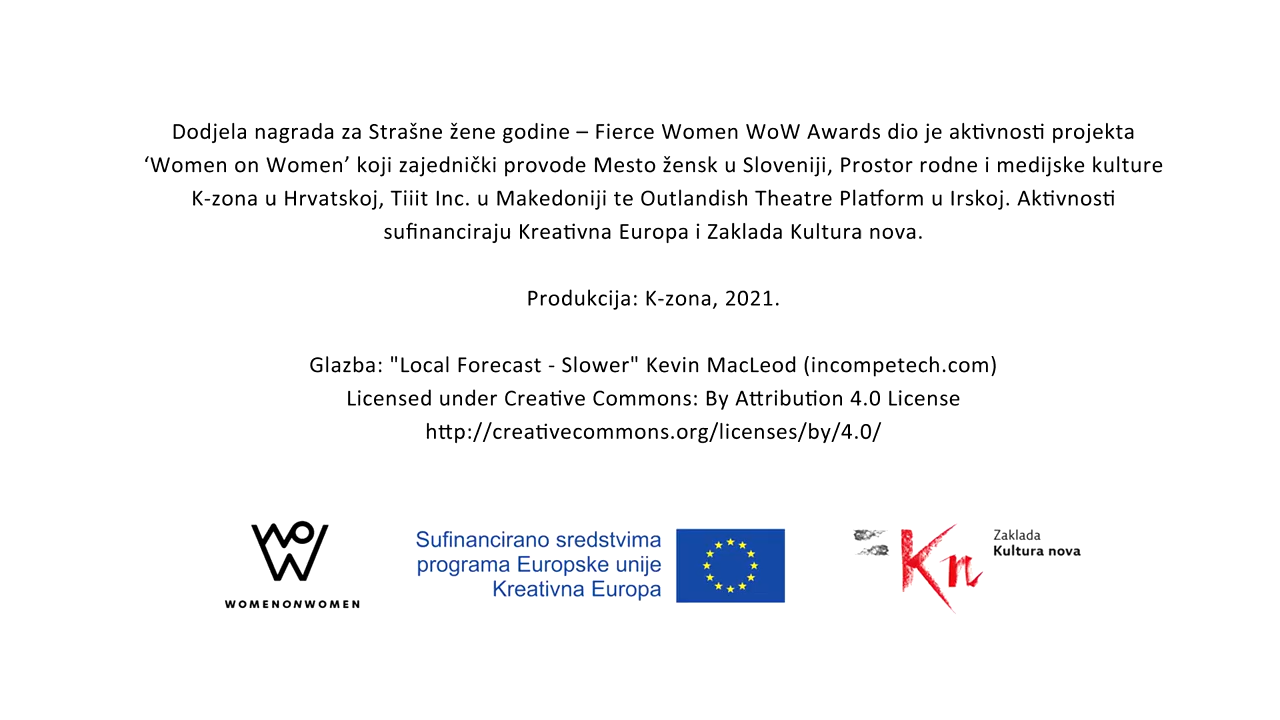 Dodjela nagrada za Strašne žene godine – Fierce Women WoW Awards dio je aktivnosti projekta
‘Women on Women’ koji zajednički provode Mesto žensk u Sloveniji, Prostor rodne i medijske kulture
K-zona u Hrvatskoj, Tiiit Inc. u Makedoniji te Outlandish Theatre Platform u Irskoj. Aktivnosti
sufinanciraju Kreativna Europa i Zaklada Kultura nova.
Produkcija: K-zona, 2021.
Glazba: "Local Forecast - Slower" Kevin MacLeod (incompetech.com)
Licensed under Creative Commons: By Attribution 4.0 License
http://creativecommons.org/licenses/by/4.0/
WoW
WOMENONWOMEN
Sufinancirano sredstvima
programa Europske unije
Kreativna Europa
Kn
Zaklada
Kultura nova